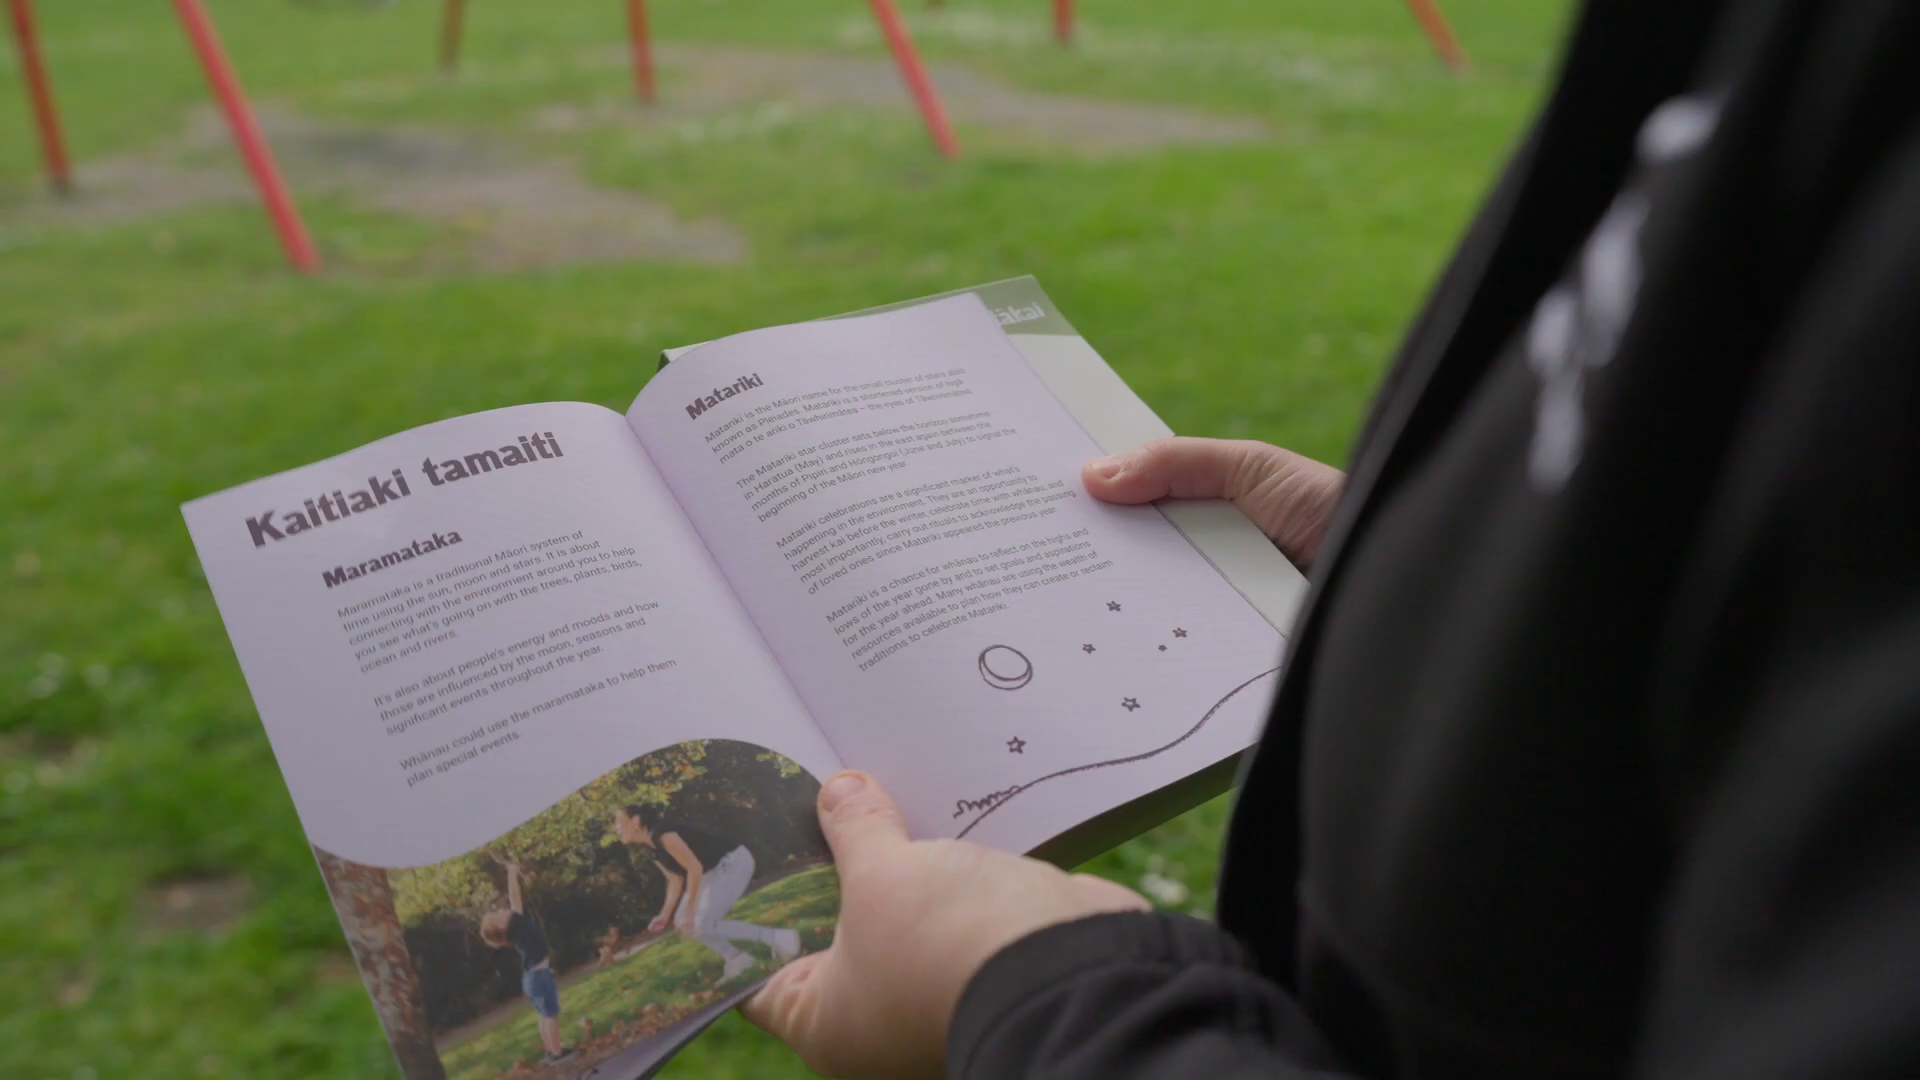 Kaitiaki tamaiti
Maramataka
Maramataka is a traditional Māori system of
time using the sun, moon and stars. It is about
connecting with the environment around you to help
you see what's going on with the trees, plants, birds,
ocean and rivers.
It's also about people's energy and moods and how
those are influenced by the moon, seasons and
significant events throughout the year.
Whānau could use the maramataka to help them
plan special events.
Matariki
Matariki is the Māori name for the small cluster of stars also
known as Pleiades. Matariki is a shortened version of Ngā
mata o te ariki o Tāwhirimātea – the eyes of Tāwhirimātea.
The Matariki star cluster sets below the horizon sometime
in Haratua (May) and rises in the east again between the
months of Pipiri and Hōngongoi (June and July) to signal the
beginning of the Māori new year.
Matariki celebrations are a significant marker of what's
happening in the environment. They are an opportunity to
harvest kai before the winter, celebrate time with whānau, and
most importantly, carry out rituals to acknowledge the passing
of loved ones since Matariki appeared the previous year.
Matariki is a chance for whānau to reflect on the highs and
lows of the year gone by and to set goals and aspirations
for the year ahead. Many whānau are using the wealth of
resources available to plan how they can create or reclaim
traditions to celebrate Matariki.